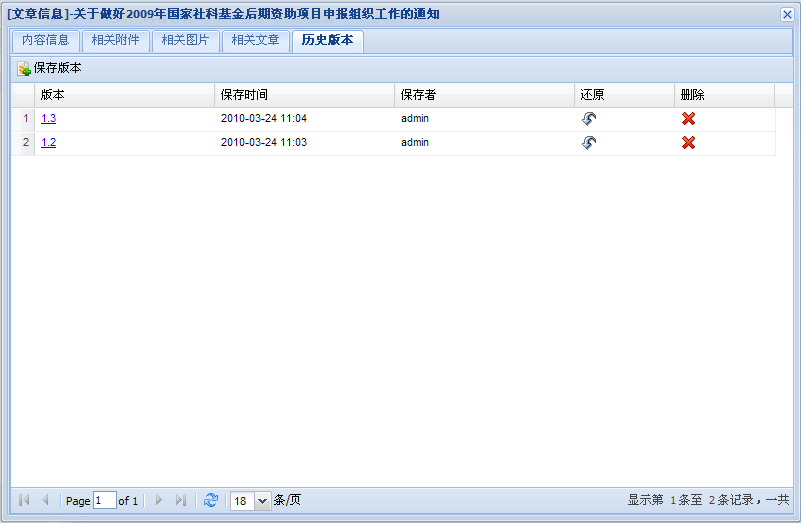 [文章信息]-关于做好2009年国家社科基金后期资助项目申报组织工作的通知
内容信息 相关附件 相关图片 相关文章 历史版本
保存版本
版本 保存时间 保存者 还原 删除
1 1.3 2010-03-24 11:04 admin
2 1.2 2010-03-24 11:03 admin
Page 1 of 1 18 条/页 显示第 1条至 2条记录，一共